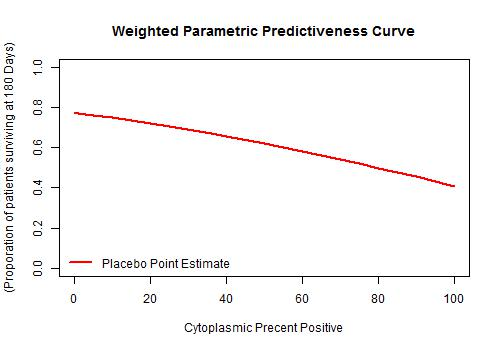 Weighted Parametric Predictiveness Curve
(Proporation of patients surviving at 180 Days)
1.0
0.8
0.6
0.4
0.2
0.0
Placebo Point Estimate
0 20 40 60 80 100
Cytoplasmic Precent Positive